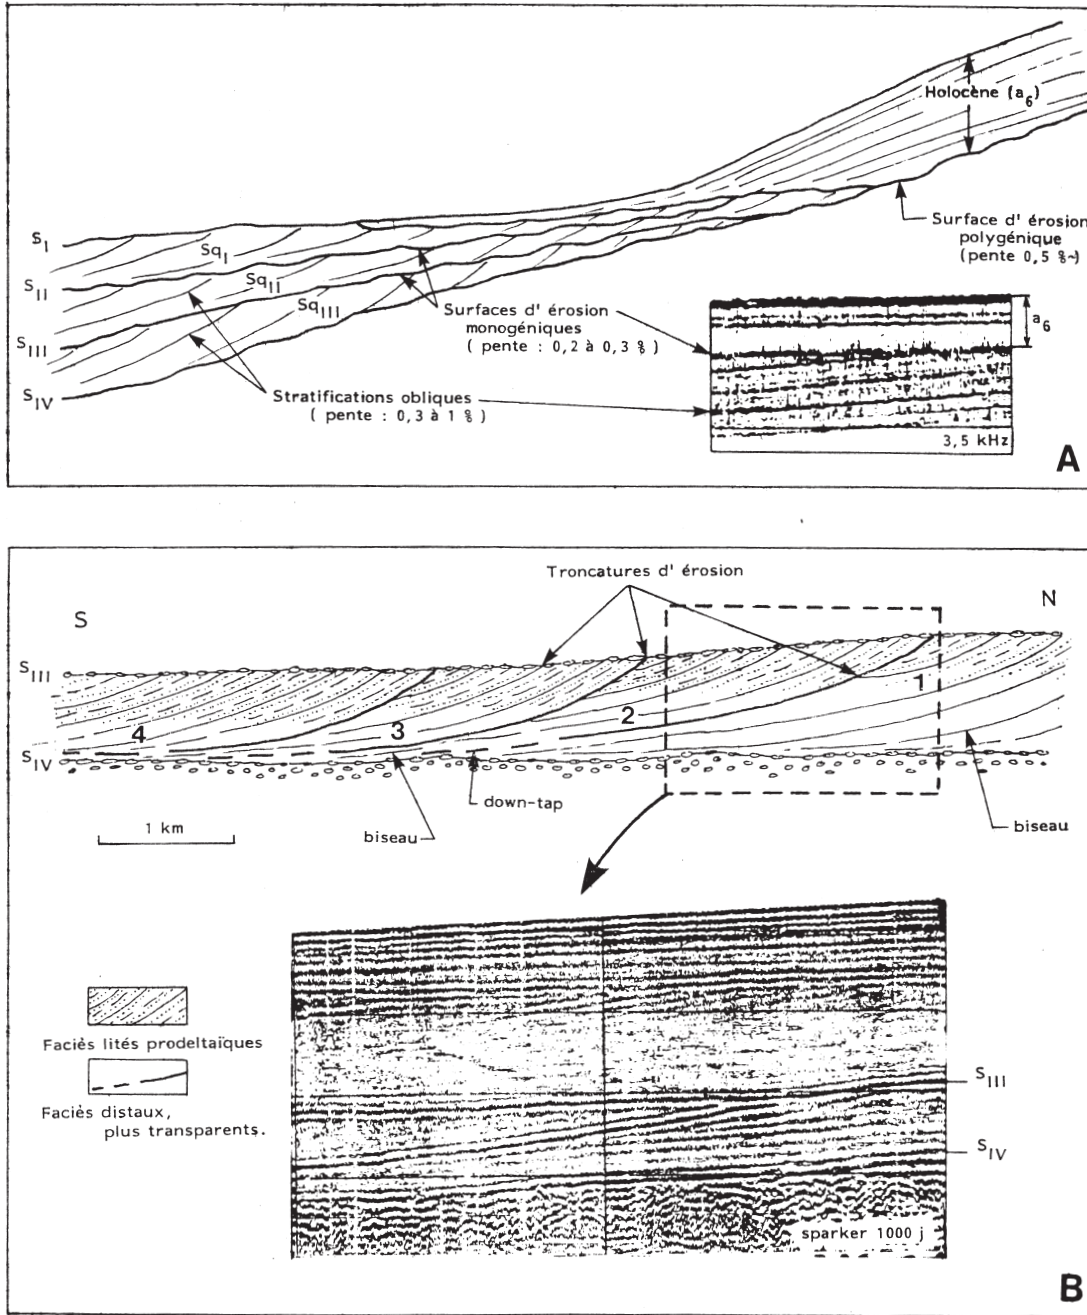 Holocène (a6)
Surface d' érosion
polygénique
(pente 0,5 %~)
SI
SqI
SII
SqII
SqIII
SIII
SIV
Surfaces d' érosion
monogéniques
( pente : 0,2 à 0,3 % )
Stratifications obliques
( pente : 0,3 à 1 % )
a6
3,5 kHz
A
Troncatures d' érosion
S
N
SIII
1
2
3
4
SIV
down-tap
1 km
biseau
biseau
Faciès lités prodeltaïques
Faciès distaux,
plus transparents.
SIII
SIV
sparker 1000 j
B